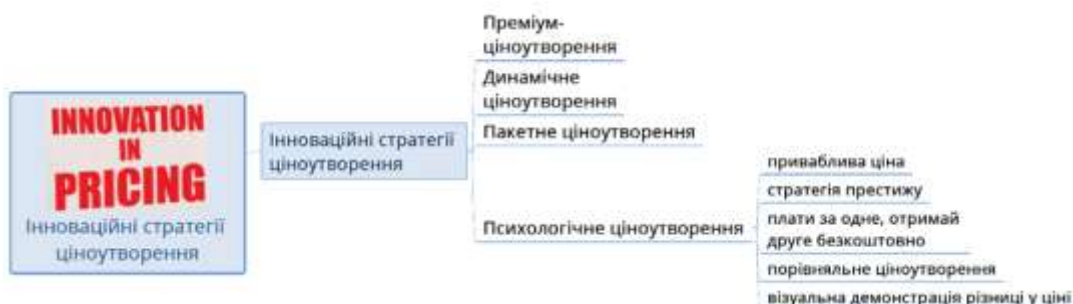 INNOVATION
IN
PRICING
Інноваційні стратегії
ціноутворення
Інноваційні стратегії
ціноутворення
Преміум-
ціноутворення
Динамічне
ціноутворення
Пакетне ціноутворення
Психологічне ціноутворення
приваблива ціна
стратегія престижу
плати за одне, отримай
друге безкоштовно
порівняльне ціноутворення
візуальна демонстрація різниці у ціні